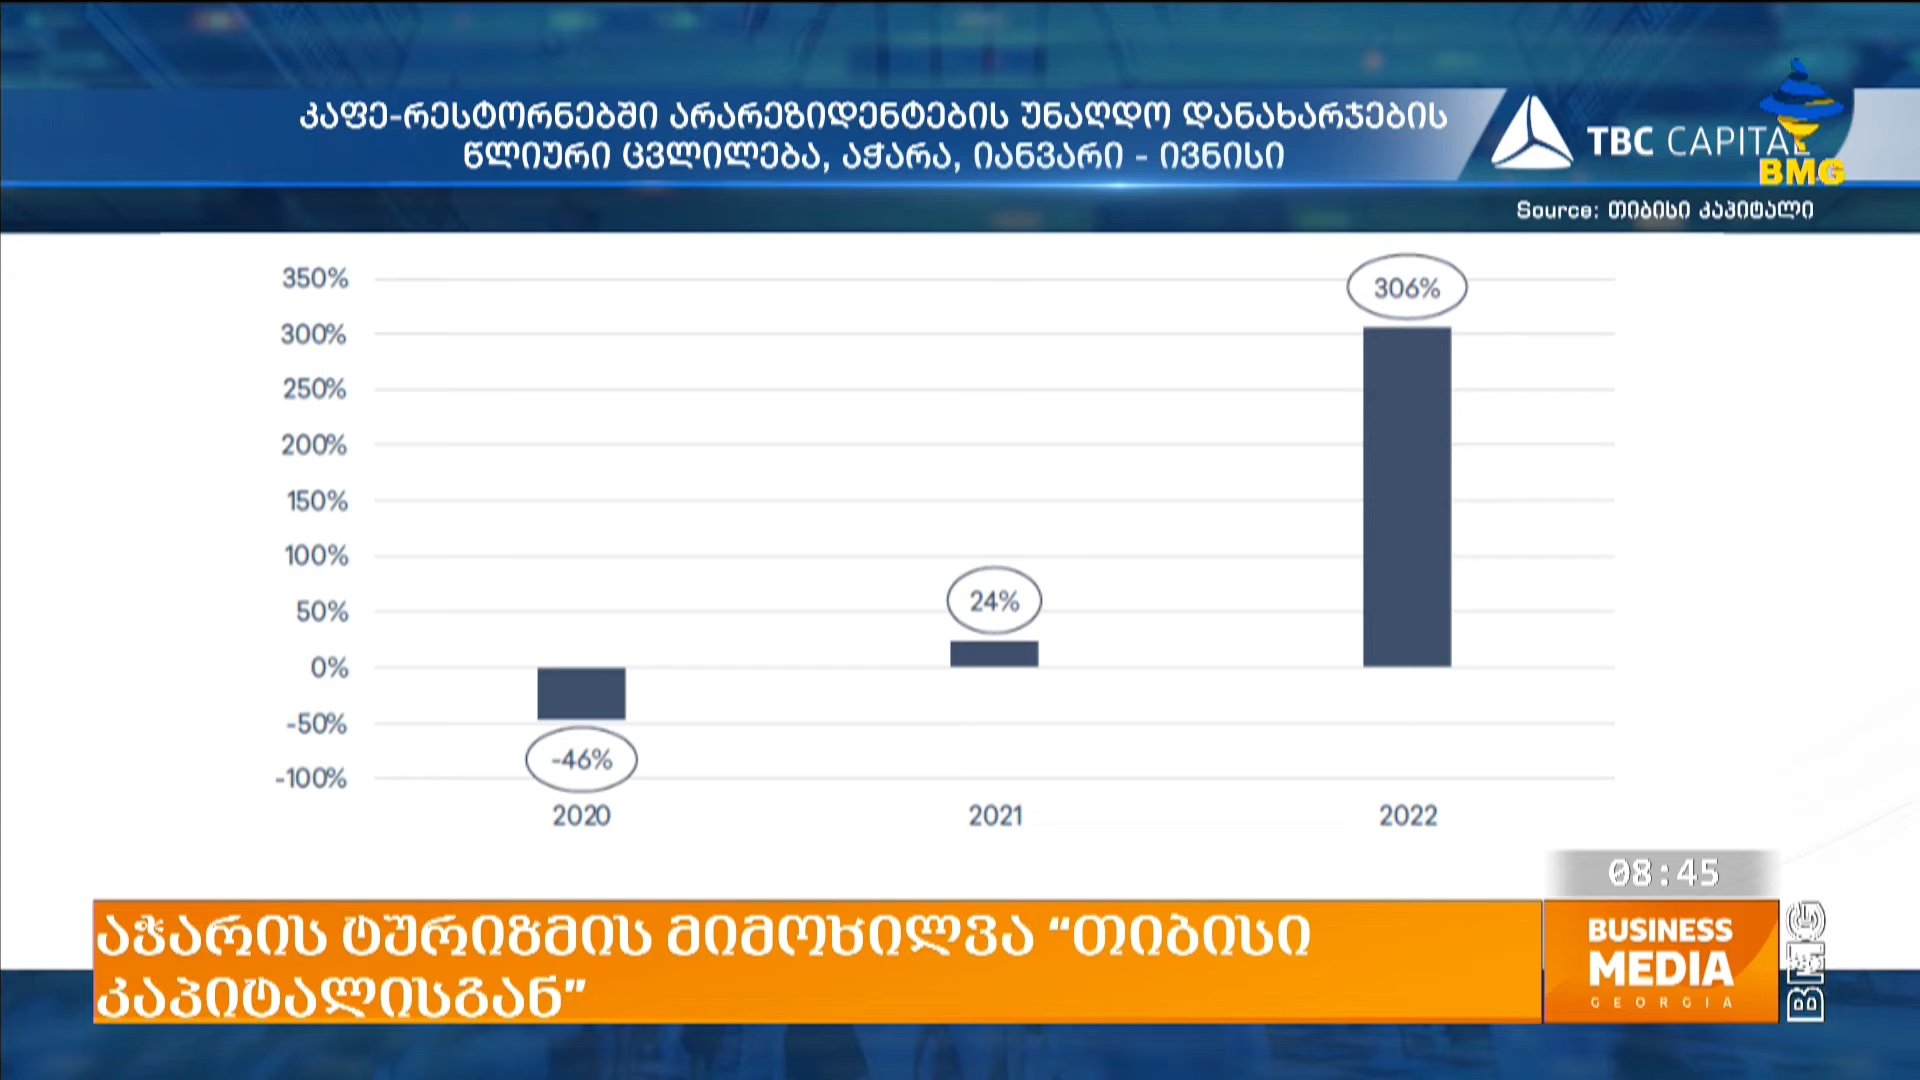 კაფე-რესტორნებში არარეზიდენტების უნაღდო დანახარჯების
წლიური ცვლილება, აჭარა, იანვარი - ივნისი
TBC CAPITAL
BMG
Source: თიბისი კაპიტალი
350%
300%
250%
200%
150%
100%
50%
0%
-50%
-100%
-46%
24%
306%
2020
2021
2022
08:45
აჭარის ტურიზმის მიმოხილვა “თიბისი
კაპიტალისგან”
BUSINESS
MEDIA
GEORGIA
BMG